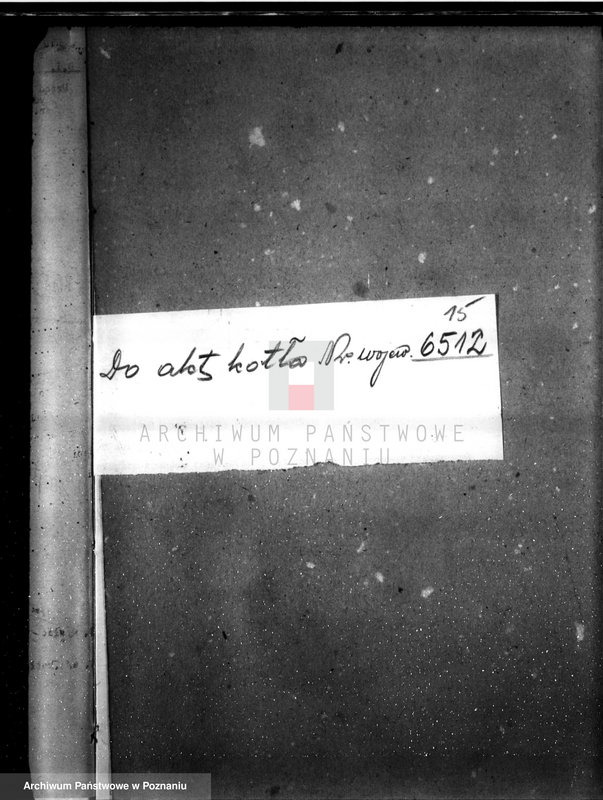 15
Do akt kotła Nr. wojew. 6512
ARCHIWUM PAŃSTWOWE
W POZNANIU
Archiwum Państwowe w Poznaniu